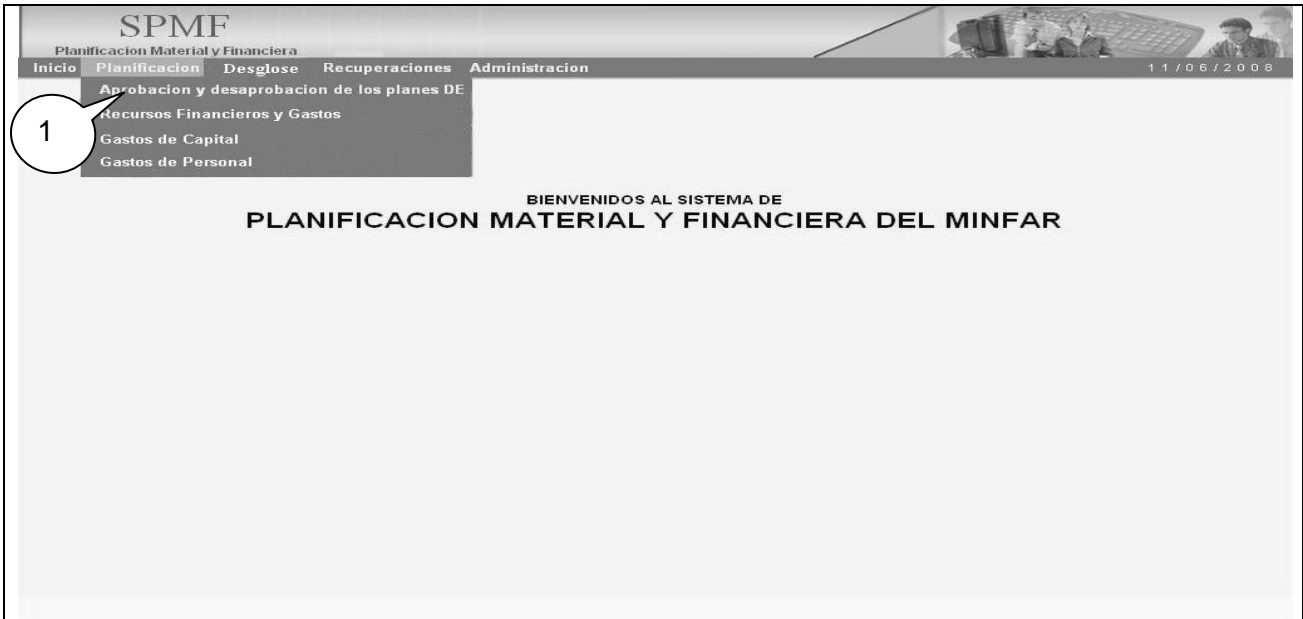 SPMF
Planificacion Material y Financiera
Inicio Planificacion Desglose Recuperaciones Administracion 11/06/2008
Aprobacion y desaprobacion de los planes DE
Recursos Financieros y Gastos
1
Gastos de Capital
Gastos de Personal
BIENVENIDOS AL SISTEMA DE
PLANIFICACION MATERIAL Y FINANCIERA DEL MINFAR